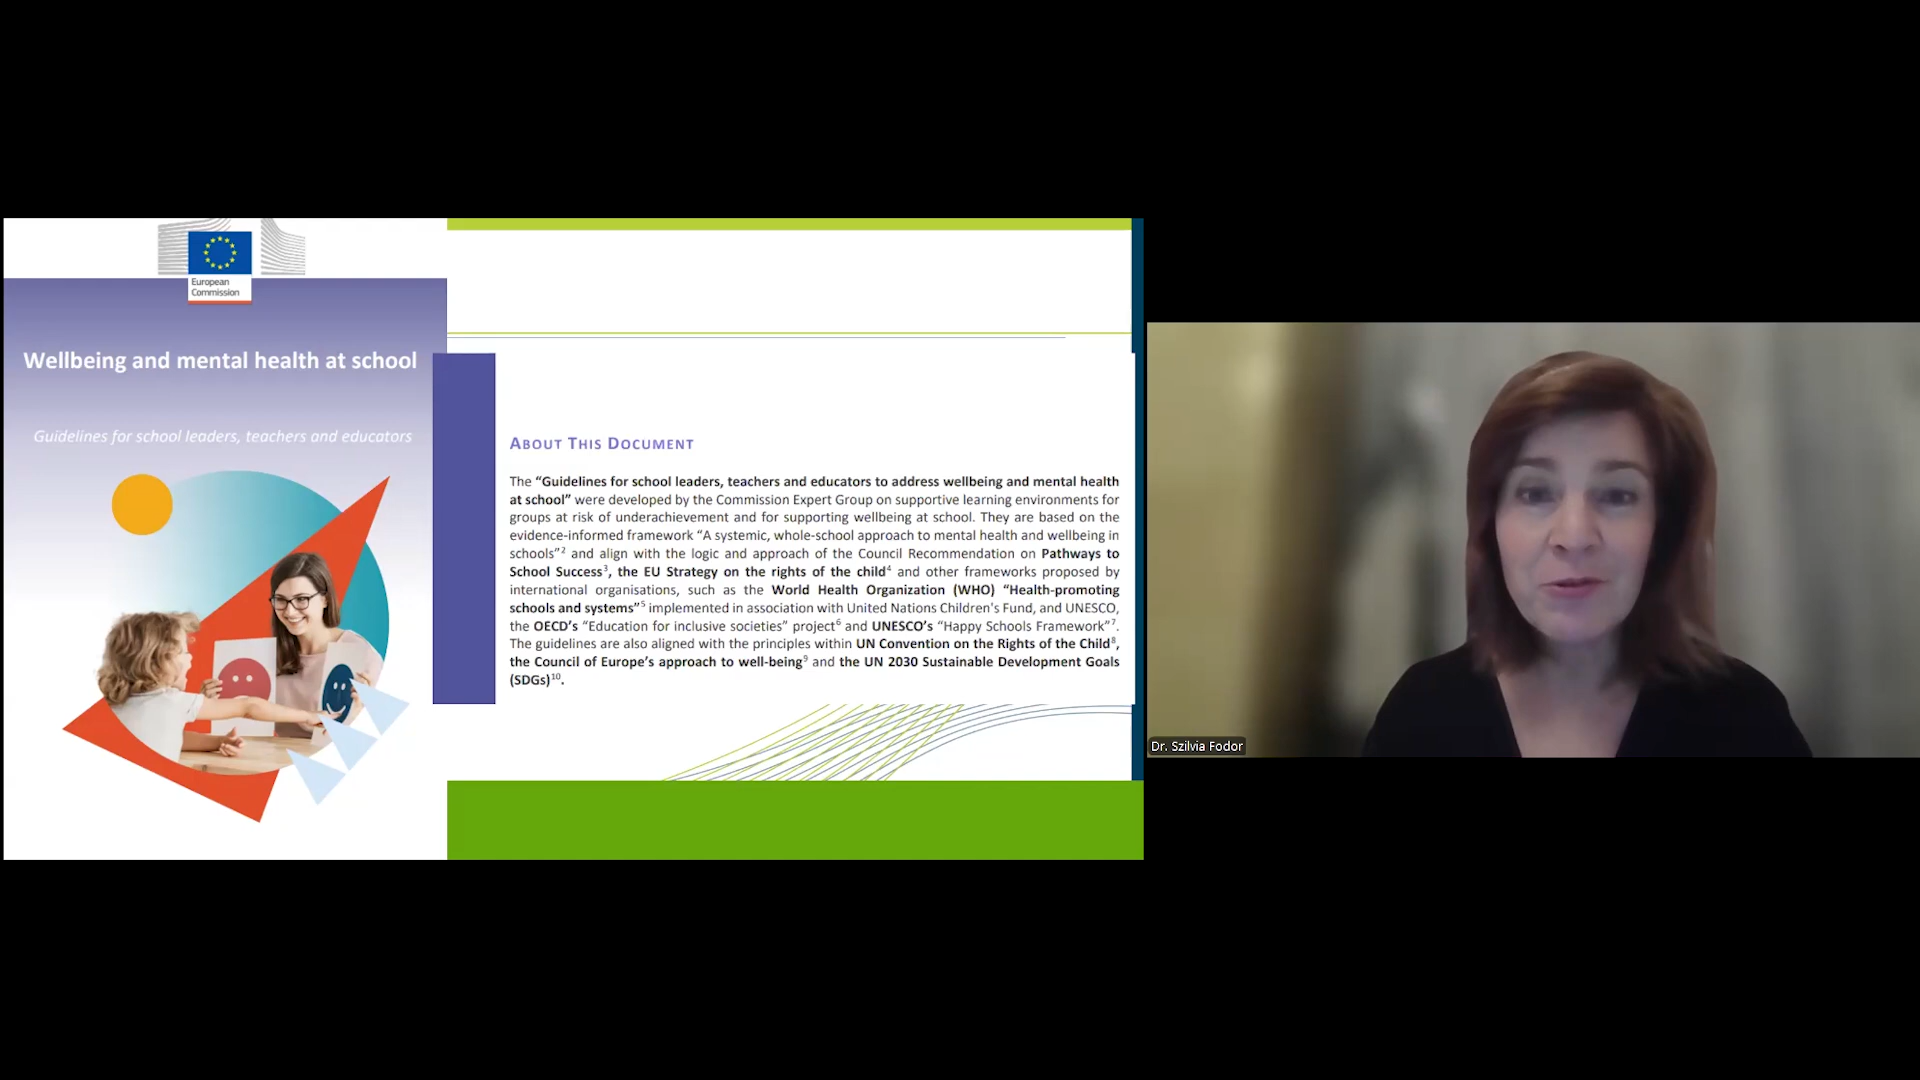 European
Commission
Wellbeing and mental health at school
Guidelines for school leaders, teachers and educators
ABOUT THIS DOCUMENT
The “Guidelines for school leaders, teachers and educators to address wellbeing and mental health
at school” were developed by the Commission Expert Group on supportive learning environments for
groups at risk of underachievement and for supporting wellbeing at school. They are based on the
evidence-informed framework “A systemic, whole-school approach to mental health and wellbeing in
schools”² and align with the logic and approach of the Council Recommendation on Pathways to
School Success³, the EU Strategy on the rights of the child⁴ and other frameworks proposed by
international organisations, such as the World Health Organization (WHO) “Health-promoting
schools and systems”⁵ implemented in association with United Nations Children's Fund, and UNESCO,
the OECD’s “Education for inclusive societies” project⁶ and UNESCO’s “Happy Schools Framework”⁷.
The guidelines are also aligned with the principles within UN Convention on the Rights of the Child⁸,
the Council of Europe’s approach to well-being⁹ and the UN 2030 Sustainable Development Goals
(SDGs)¹⁰.
Dr. Szilvia Fodor